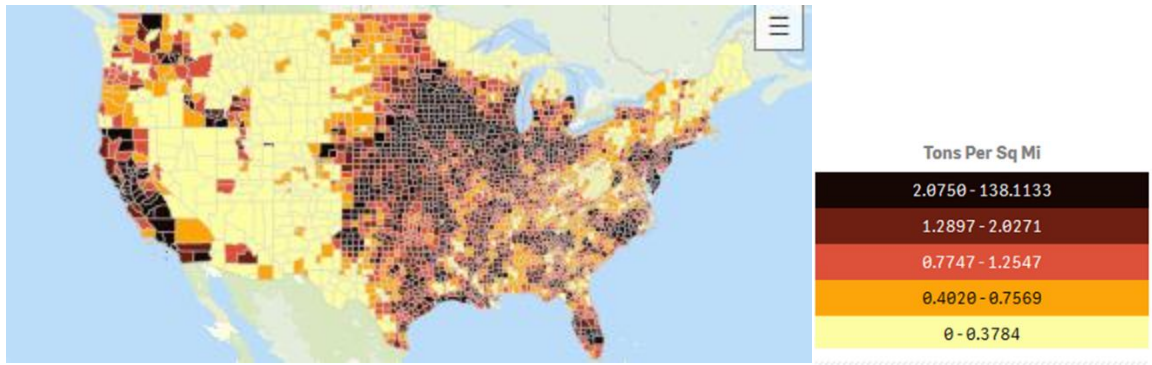 Tons Per Sq Mi
2.0750 - 138.1133
1.2897 - 2.0271
0.7747 - 1.2547
0.4020 - 0.7569
0 - 0.3784